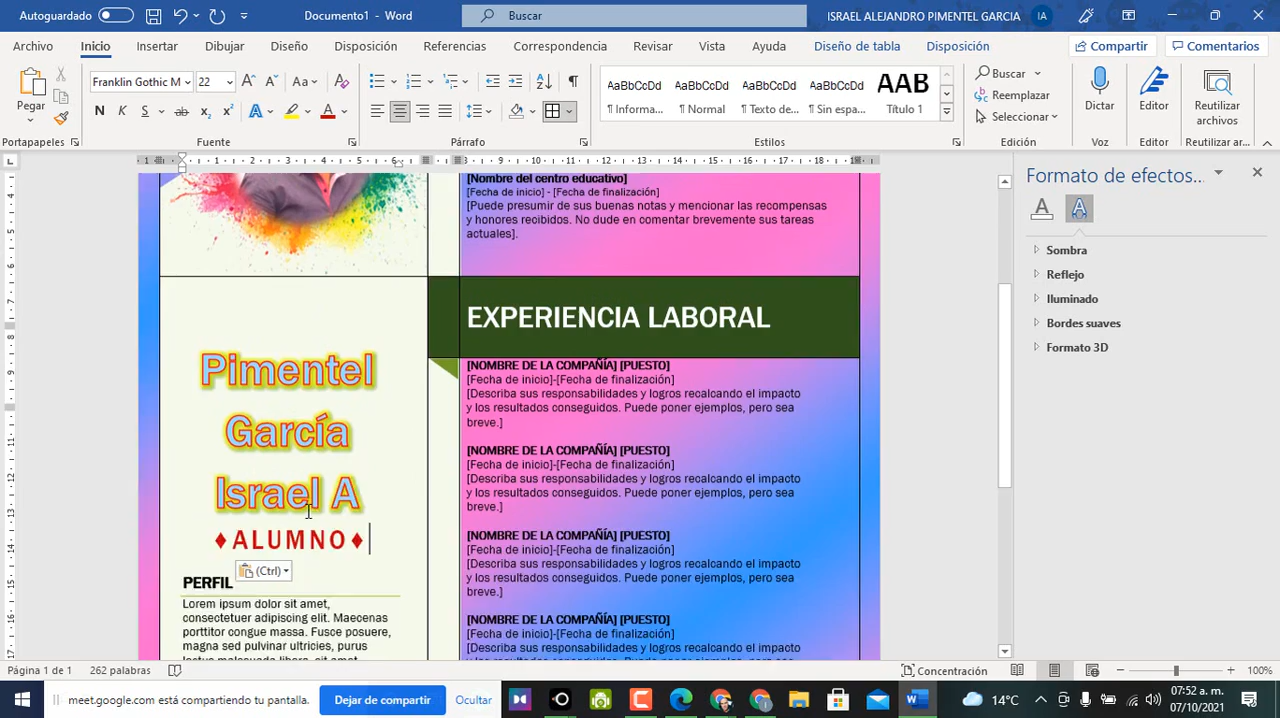 Autoguardado
Documento1 - Word
Buscar
ISRAEL ALEJANDRO PIMENTEL GARCIA
IA
Archivo
Inicio
Insertar
Dibujar
Diseño
Disposición
Referencias
Correspondencia
Revisar
Vista
Ayuda
Diseño de tabla
Disposición
Compartir
Comentarios
Pegar
Franklin Gothic M
22
Portapapeles
Fuente
Párrafo
AaBbCcDd
¶ Informa...
AaBbCcDd
¶ Normal
AaBbCcDd
¶ Texto de...
AaBbCcDd
¶ Sin espa...
AAB
¶ Título 1
Estilos
Buscar
Reemplazar
Seleccionar
Edición
Dictar
Voz
Editor
Editor
Reutilizar
archivos
Reutilizar ar...
[Nombre del centro educativo]
[Fecha de inicio] - [Fecha de finalización]
[Puede presumir de sus buenas notas y mencionar las recompensas
y honores recibidos. No dude en comentar brevemente sus tareas
actuales].
EXPERIENCIA LABORAL
Pimentel
García
Israel A
♦ALUMNO♦
(Ctrl)
PERFIL
Lorem ipsum dolor sit amet,
consectetuer adipiscing elit. Maecenas
porttitor congue massa. Fusce posuere,
magna sed pulvinar ultricies, purus
lectus malesuada libero, sit amet
[NOMBRE DE LA COMPAÑÍA] [PUESTO]
[Fecha de inicio]-[Fecha de finalización]
[Describa sus responsabilidades y logros recalcando el impacto
y los resultados conseguidos. Puede poner ejemplos, pero sea
breve.]
[NOMBRE DE LA COMPAÑÍA] [PUESTO]
[Fecha de inicio]-[Fecha de finalización]
[Describa sus responsabilidades y logros recalcando el impacto
y los resultados conseguidos. Puede poner ejemplos, pero sea
breve.]
[NOMBRE DE LA COMPAÑÍA] [PUESTO]
[Fecha de inicio]-[Fecha de finalización]
[Describa sus responsabilidades y logros recalcando el impacto
y los resultados conseguidos. Puede poner ejemplos, pero sea
breve.]
[NOMBRE DE LA COMPAÑÍA] [PUESTO]
[Fecha de inicio]-[Fecha de finalización]
[Describa sus responsabilidades y logros recalcando el impacto
Formato de efectos...
Sombra
Reflejo
Iluminado
Bordes suaves
Formato 3D
Página 1 de 1
262 palabras
Concentración
100%
meet.google.com está compartiendo tu pantalla.
Dejar de compartir
Ocultar
14°C
07:52 a. m.
07/10/2021